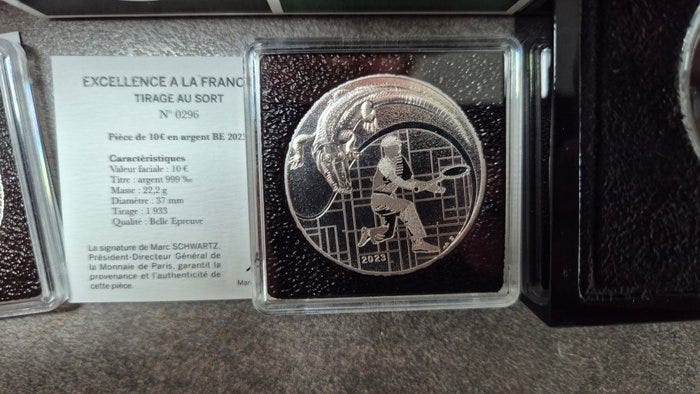 EXCELLENCE A LA FRANC
TIRAGE AU SORT
N° 0296
Pièce de 10€ en argent BE 2023
Caractéristiques
Valeur faciale : 10 €
Titre : argent 999 ‰
Masse : 22,2 g
Diamètre : 37 mm
Tirage : 1 933
Qualité : Belle Epreuve
La signature de Marc SCHWARTZ,
Président-Directeur Général de
la Monnaie de Paris, garantit la
provenance et l'authenticité de
cette pièce.
Mar
2023